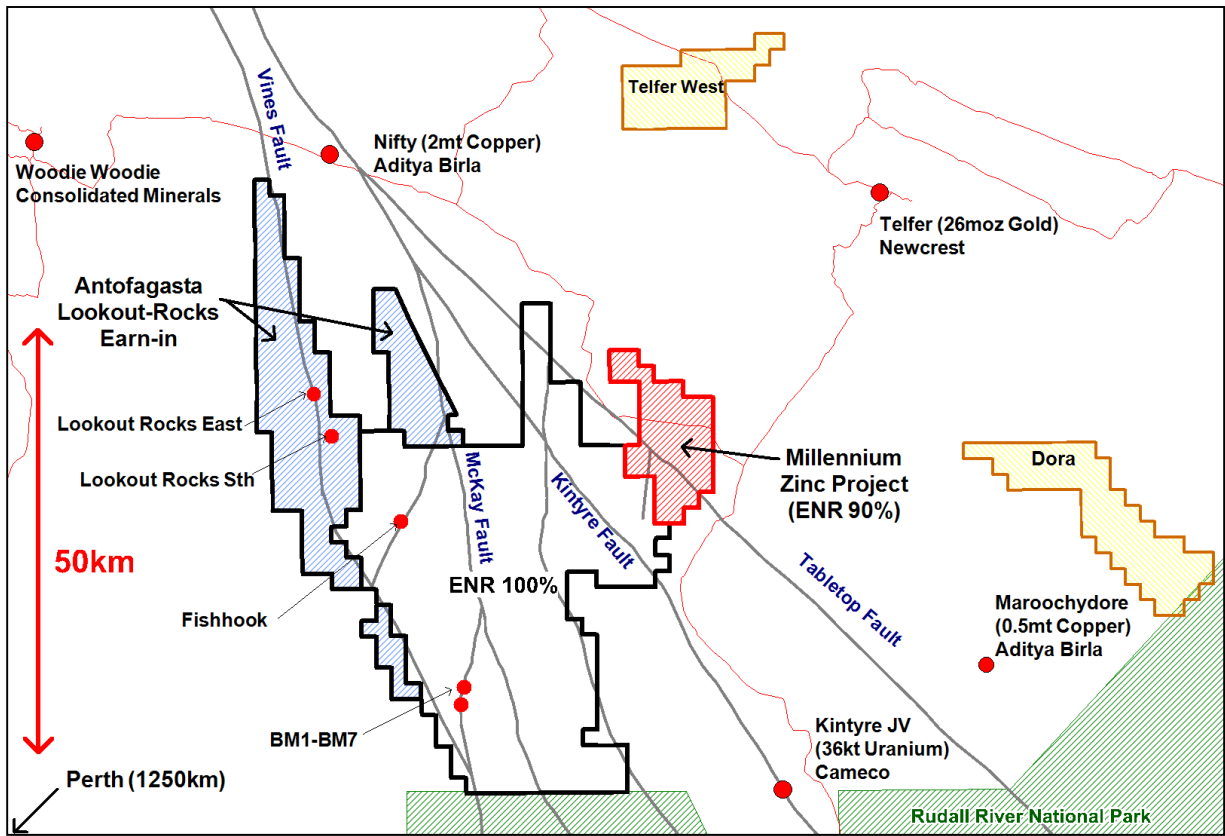 Vines Fault
Telfer West
Nifty (2mt Copper)
Aditya Birla
Woodie Woodie
Consolidated Minerals
Telfer (26moz Gold)
Newcrest
Antofagasta
Lookout-Rocks
Earn-in
Lookout Rocks East
Lookout Rocks Sth
McKay Fault
Kintyre Fault
Millennium
Zinc Project
(ENR 90%)
Dora
50km
ENR 100%
Tabletop Fault
Fishhook
Maroochydore
(0.5mt Copper)
Aditya Birla
BM1-BM7
Kintyre JV
(36kt Uranium)
Cameco
Perth (1250km)
Rudall River National Park